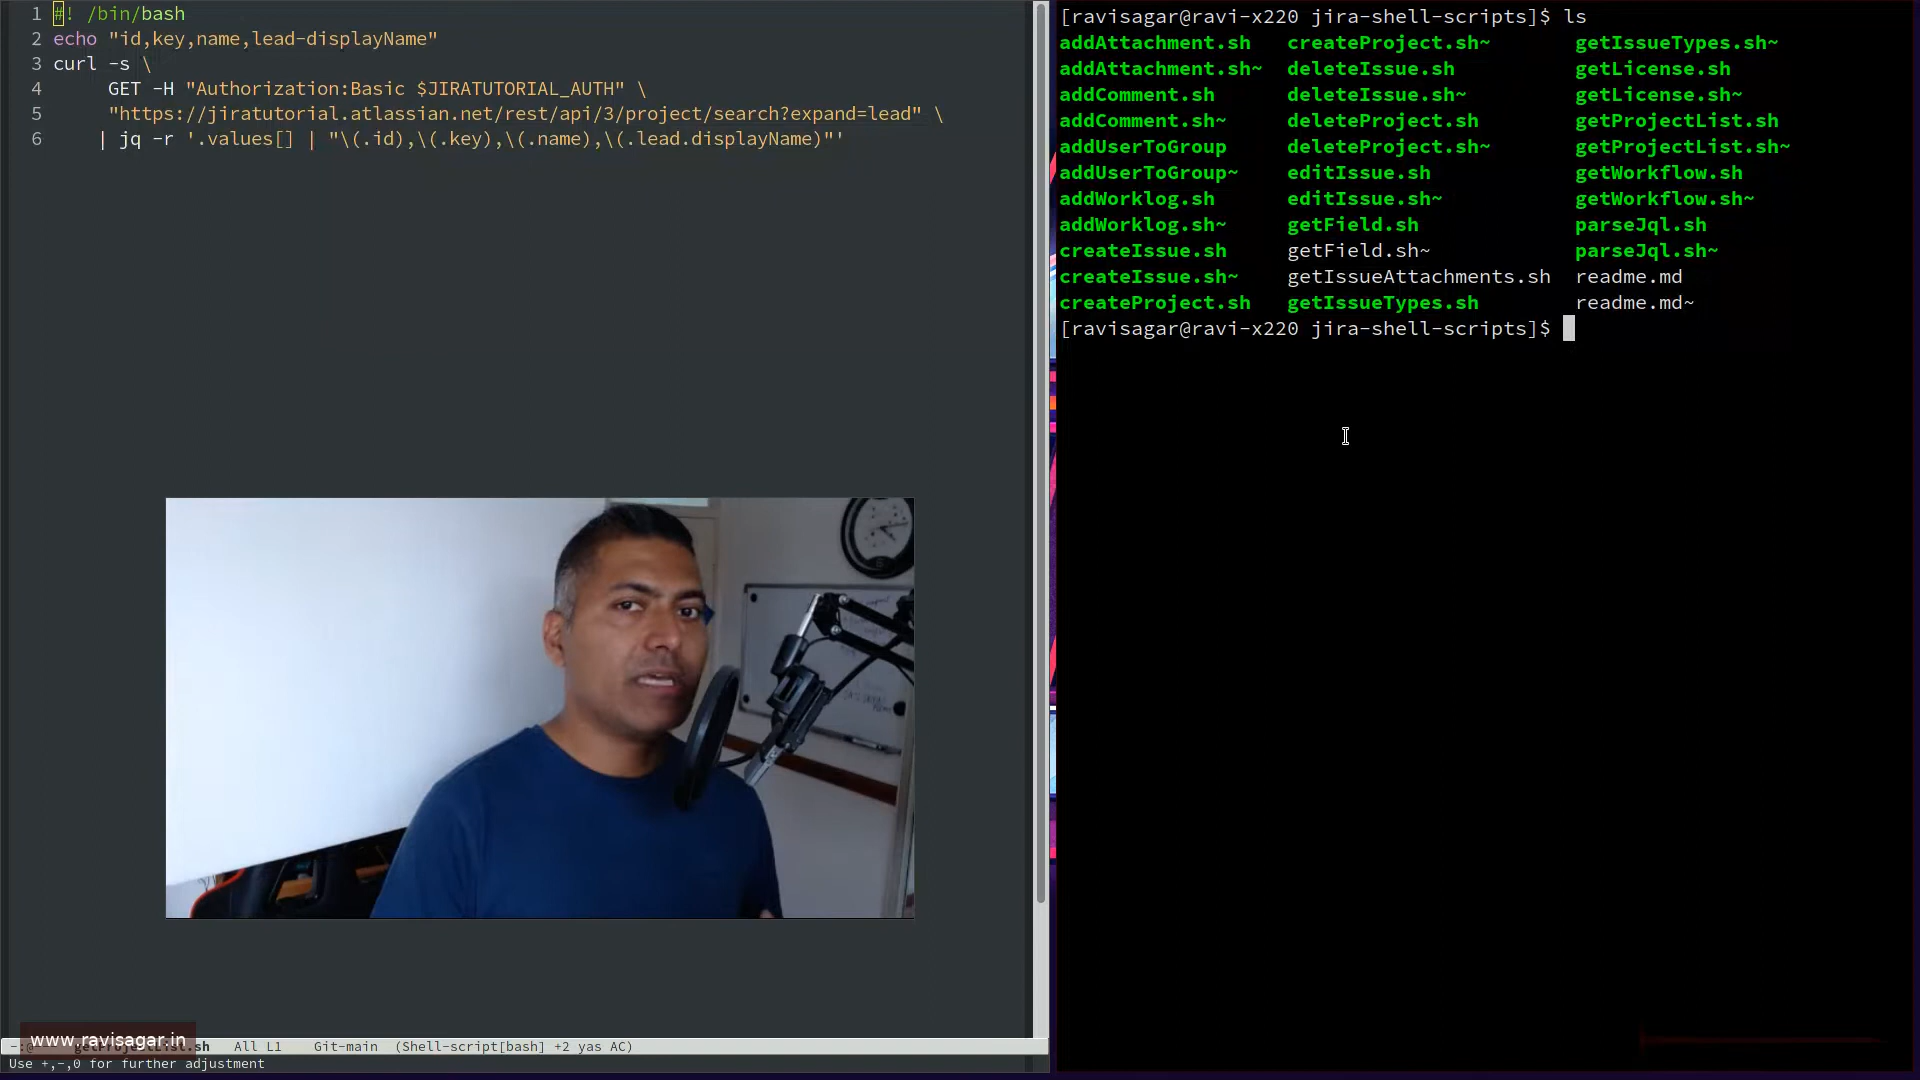 1 #! /bin/bash
2 echo "id,key,name,lead-displayName"
3 curl -s \
4 GET -H "Authorization:Basic $JIRATUTORIAL_AUTH" \
5 "https://jiratutorial.atlassian.net/rest/api/3/project/search?expand=lead" \
6 | jq -r '.values[] | "\(.id),\(.key),\(.name),\(.lead.displayName)"'
www.ravisagar.in
All L1 Git-main (Shell-script[bash] +2 yas AC)
Use +,-,0 for further adjustment
[ravisagar@ravi-x220 jira-shell-scripts]$ ls
addAttachment.sh createProject.sh~ getIssueTypes.sh~
addAttachment.sh~ deleteIssue.sh getLicense.sh
addComment.sh deleteIssue.sh~ getLicense.sh~
addComment.sh~ deleteProject.sh getProjectList.sh
addUserToGroup deleteProject.sh~ getProjectList.sh~
addUserToGroup~ editIssue.sh getWorkflow.sh
addWorklog.sh editIssue.sh~ getWorkflow.sh~
addWorklog.sh~ getField.sh parseJql.sh
createIssue.sh getField.sh~ parseJql.sh~
createIssue.sh~ getIssueAttachments.sh readme.md
createProject.sh getIssueTypes.sh readme.md~
[ravisagar@ravi-x220 jira-shell-scripts]$